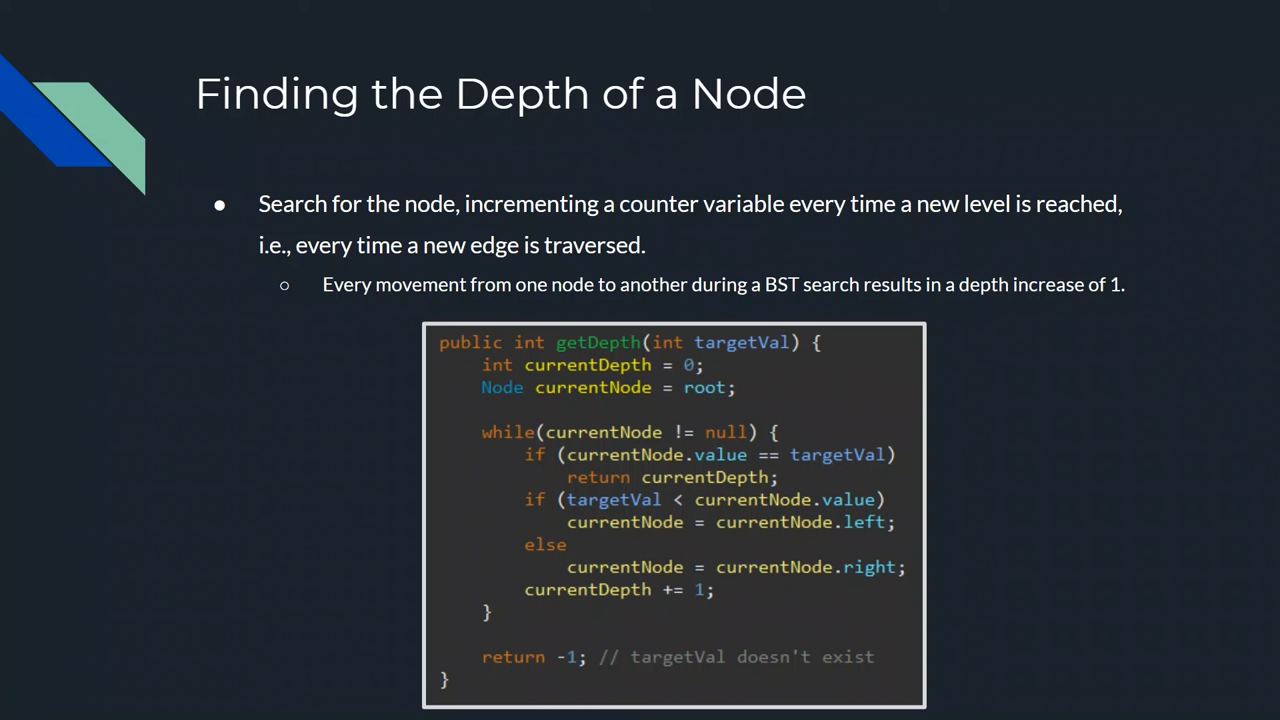 Finding the Depth of a Node
● Search for the node, incrementing a counter variable every time a new level is reached,
i.e., every time a new edge is traversed.
○ Every movement from one node to another during a BST search results in a depth increase of 1.
public int getDepth(int targetVal) {
    int currentDepth = 0;
    Node currentNode = root;

    while(currentNode != null) {
        if (currentNode.value == targetVal)
            return currentDepth;
        if (targetVal < currentNode.value)
            currentNode = currentNode.left;
        else
            currentNode = currentNode.right;
        currentDepth += 1;
    }

    return -1; // targetVal doesn't exist
}